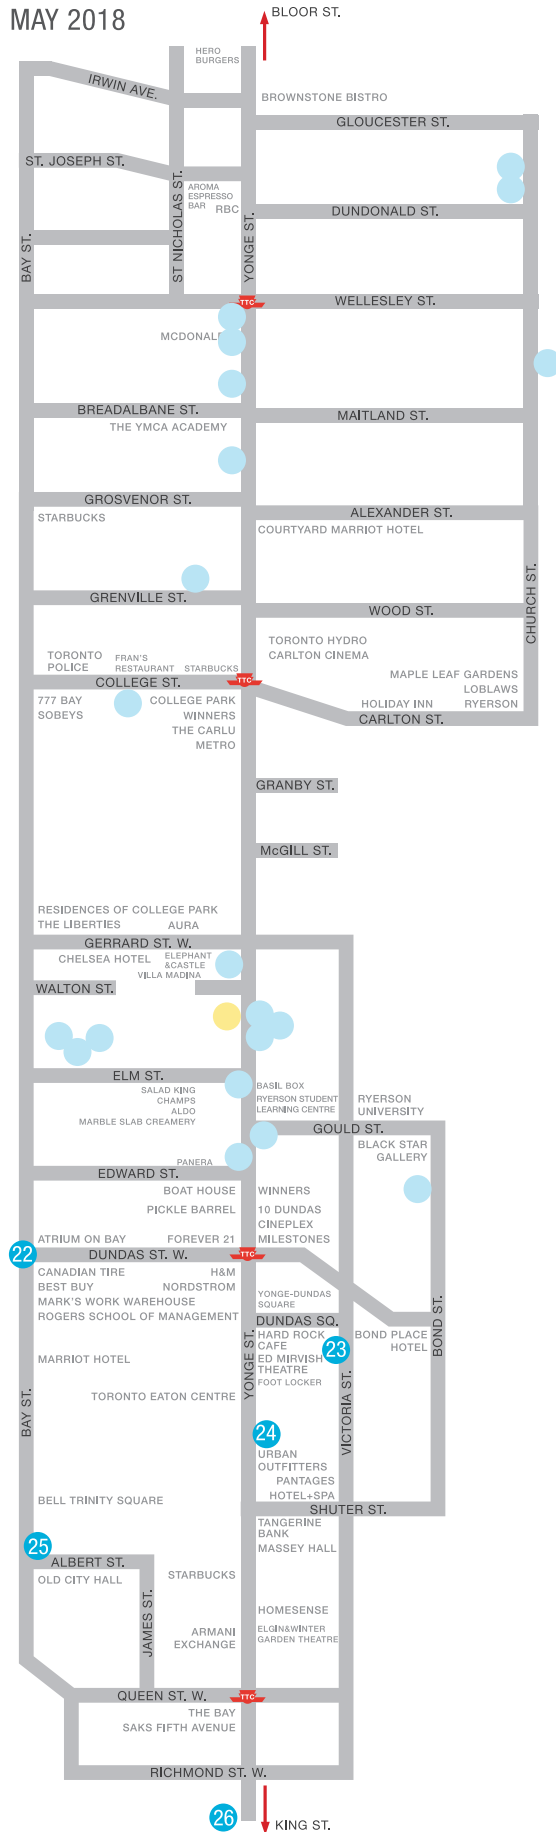 MAY 2018
BLOOR ST.
HERO
BURGERS
IRWIN AVE.
BROWNSTONE BISTRO
GLOUCESTER ST.
ST. JOSEPH ST.
AROMA
ESPRESSO
BAR
RBC
DUNDONALD ST.
BAY ST.
ST NICHOLAS ST.
YONGE ST.
TTC
WELLESLEY ST.
MCDONAL
BREADALBANE ST.
MAITLAND ST.
THE YMCA ACADEMY
GROSVENOR ST.
STARBUCKS
ALEXANDER ST.
COURTYARD MARRIOT HOTEL
CHURCH ST.
GRENVILLE ST.
WOOD ST.
TORONTO HYDRO
CARLTON CINEMA
TORONTO
POLICE
FRAN'S
RESTAURANT
STARBUCKS
COLLEGE ST.
TTC
MAPLE LEAF GARDENS
LOBLAWS
HOLIDAY INN
RYERSON
CARLTON ST.
777 BAY
SOBEYS
COLLEGE PARK
WINNERS
THE CARLU
METRO
GRANBY ST.
McGILL ST.
RESIDENCES OF COLLEGE PARK
THE LIBERTIES
AURA
GERRARD ST. W.
CHELSEA HOTEL
ELEPHANT
&CASTLE
VILLA MADINA
WALTON ST.
ELM ST.
SALAD KING
CHAMPS
ALDO
MARBLE SLAB CREAMERY
BASIL BOX
RYERSON STUDENT
LEARNING CENTRE
RYERSON
UNIVERSITY
GOULD ST.
BLACK STAR
GALLERY
PANERA
EDWARD ST.
BOAT HOUSE
WINNERS
PICKLE BARREL
10 DUNDAS
CINEPLEX
ATRIUM ON BAY
FOREVER 21
MILESTONES
22
DUNDAS ST. W.
TTC
CANADIAN TIRE
H&M
BEST BUY
NORDSTROM
MARK'S WORK WAREHOUSE
ROGERS SCHOOL OF MANAGEMENT
YONGE-DUNDAS
SQUARE
DUNDAS SQ.
HARD ROCK
CAFE
ED MIRVISH
THEATRE
FOOT LOCKER
23
BOND PLACE
HOTEL
BOND ST.
MARRIOT HOTEL
BAY ST.
YONGE ST.
VICTORIA ST.
TORONTO EATON CENTRE
24
URBAN
OUTFITTERS
PANTAGES
HOTEL+SPA
BELL TRINITY SQUARE
SHUTER ST.
TANGERINE
BANK
MASSEY HALL
25
ALBERT ST.
OLD CITY HALL
STARBUCKS
JAMES ST.
HOMESENSE
ARMANI
EXCHANGE
ELGIN&WINTER
GARDEN THEATRE
QUEEN ST. W.
TTC
THE BAY
SAKS FIFTH AVENUE
RICHMOND ST. W.
26
KING ST.